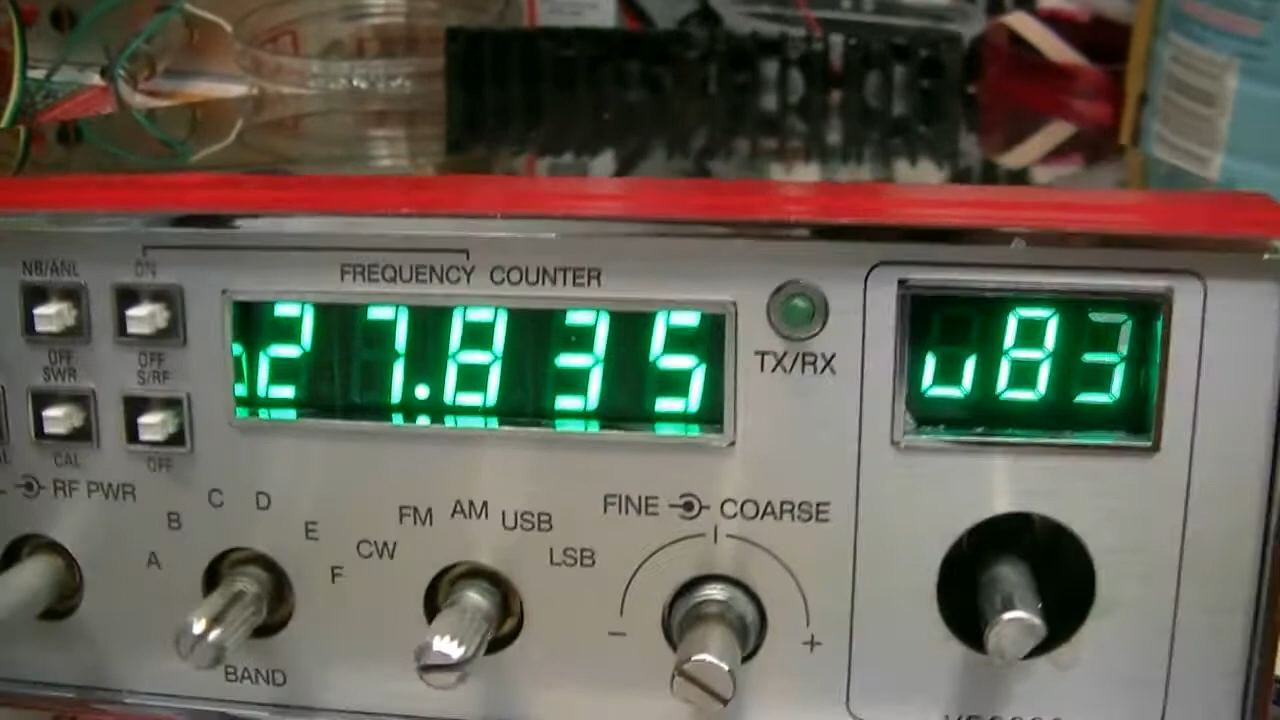 NB/ANL ON FREQUENCY COUNTER
27.835
u83
OFF OFF
SWR S/RF
TX/RX
CAL OFF
RF PWR
A B C D E F
BAND
CW FM AM USB LSB
FINE COARSE
- +